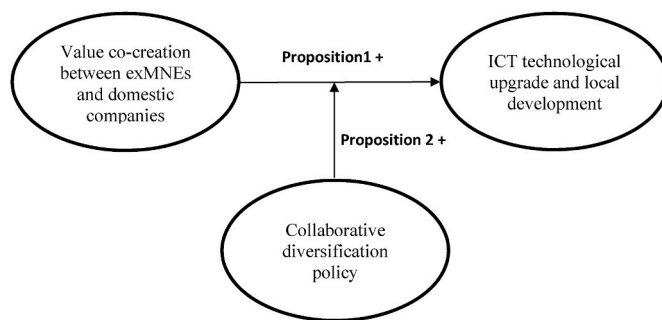 Value co-creation
between exMNEs
and domestic
companies
Proposition1 +
ICT technological
upgrade and local
development
Proposition 2 +
Collaborative
diversification
policy